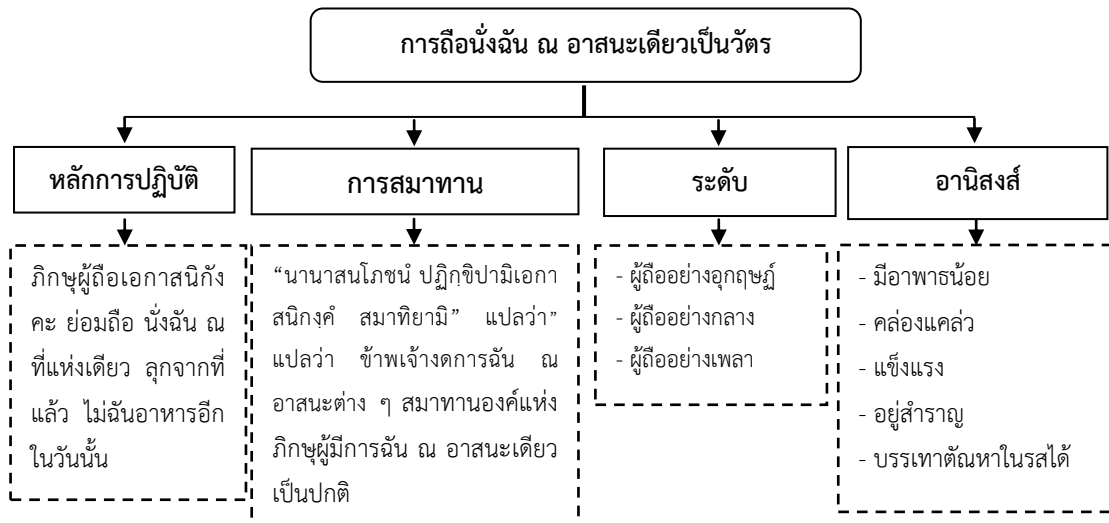 การถือนั่งฉัน ณ อาสนะเดียวเป็นวัตร
หลักการปฏิบัติ
การสมาทาน
ระดับ
อานิสงส์
ภิกษุผู้ถือเอกาสนิกัง
คะ ย่อมถือ นั่งฉัน ณ
ที่แห่งเดียว ลุกจากที่
แล้ว ไม่ฉันอาหารอีก
ในวันนั้น
“นานาสนโภชนํ ปฏิกฺขิปามิเอกา
สนิกงฺคํ สมาทิยามิ” แปลว่า”
แปลว่า ข้าพเจ้างดการฉัน ณ
อาสนะต่าง ๆ สมาทานองค์แห่ง
ภิกษุผู้มีการฉัน ณ อาสนะเดียว
เป็นปกติ
- ผู้ถืออย่างอุกฤษฏ์
- ผู้ถืออย่างกลาง
- ผู้ถืออย่างเพลา
- มีอาพาธน้อย
- คล่องแคล่ว
- แข็งแรง
- อยู่สำราญ
- บรรเทาตัณหาในรสได้